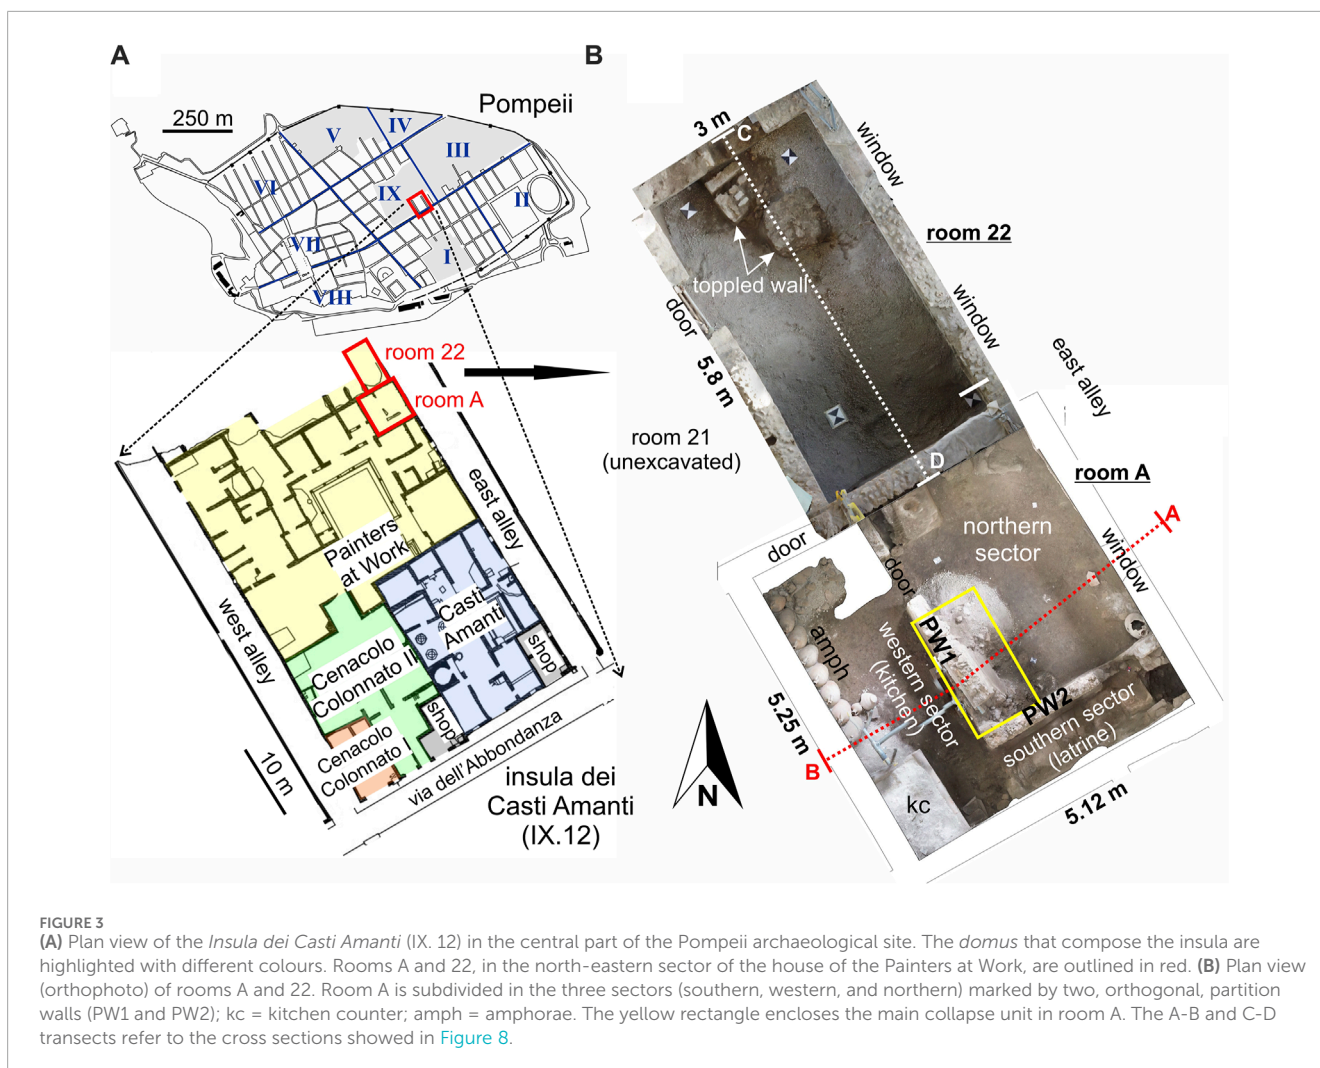 A
B
Pompeii
250 m
IV
V
III
VI
IX
II
VII
I
VIII
room 22
room A
east alley
Painters
at Work
Casti
Amanti
west alley
Cenacolo
Colonnato II
shop
shop
Cenacolo
Colonnato I
via dell'Abbondanza
10 m
insula dei
Casti Amanti
(IX.12)
N
3 m
C
window
room 22
toppled wall
door
window
5.8 m
east alley
room 21
(unexcavated)
D
room A
northern
sector
A
door
door
window
amph
PW1
western sector
(kitchen)
PW2
5.25 m
southern sector
(latrine)
B
kc
5.12 m
FIGURE 3
(A) Plan view of the Insula dei Casti Amanti (IX. 12) in the central part of the Pompeii archaeological site. The domus that compose the insula are
highlighted with different colours. Rooms A and 22, in the north-eastern sector of the house of the Painters at Work, are outlined in red. (B) Plan view
(orthophoto) of rooms A and 22. Room A is subdivided in the three sectors (southern, western, and northern) marked by two, orthogonal, partition
walls (PW1 and PW2); kc = kitchen counter; amph = amphorae. The yellow rectangle encloses the main collapse unit in room A. The A-B and C-D
transects refer to the cross sections showed in Figure 8.